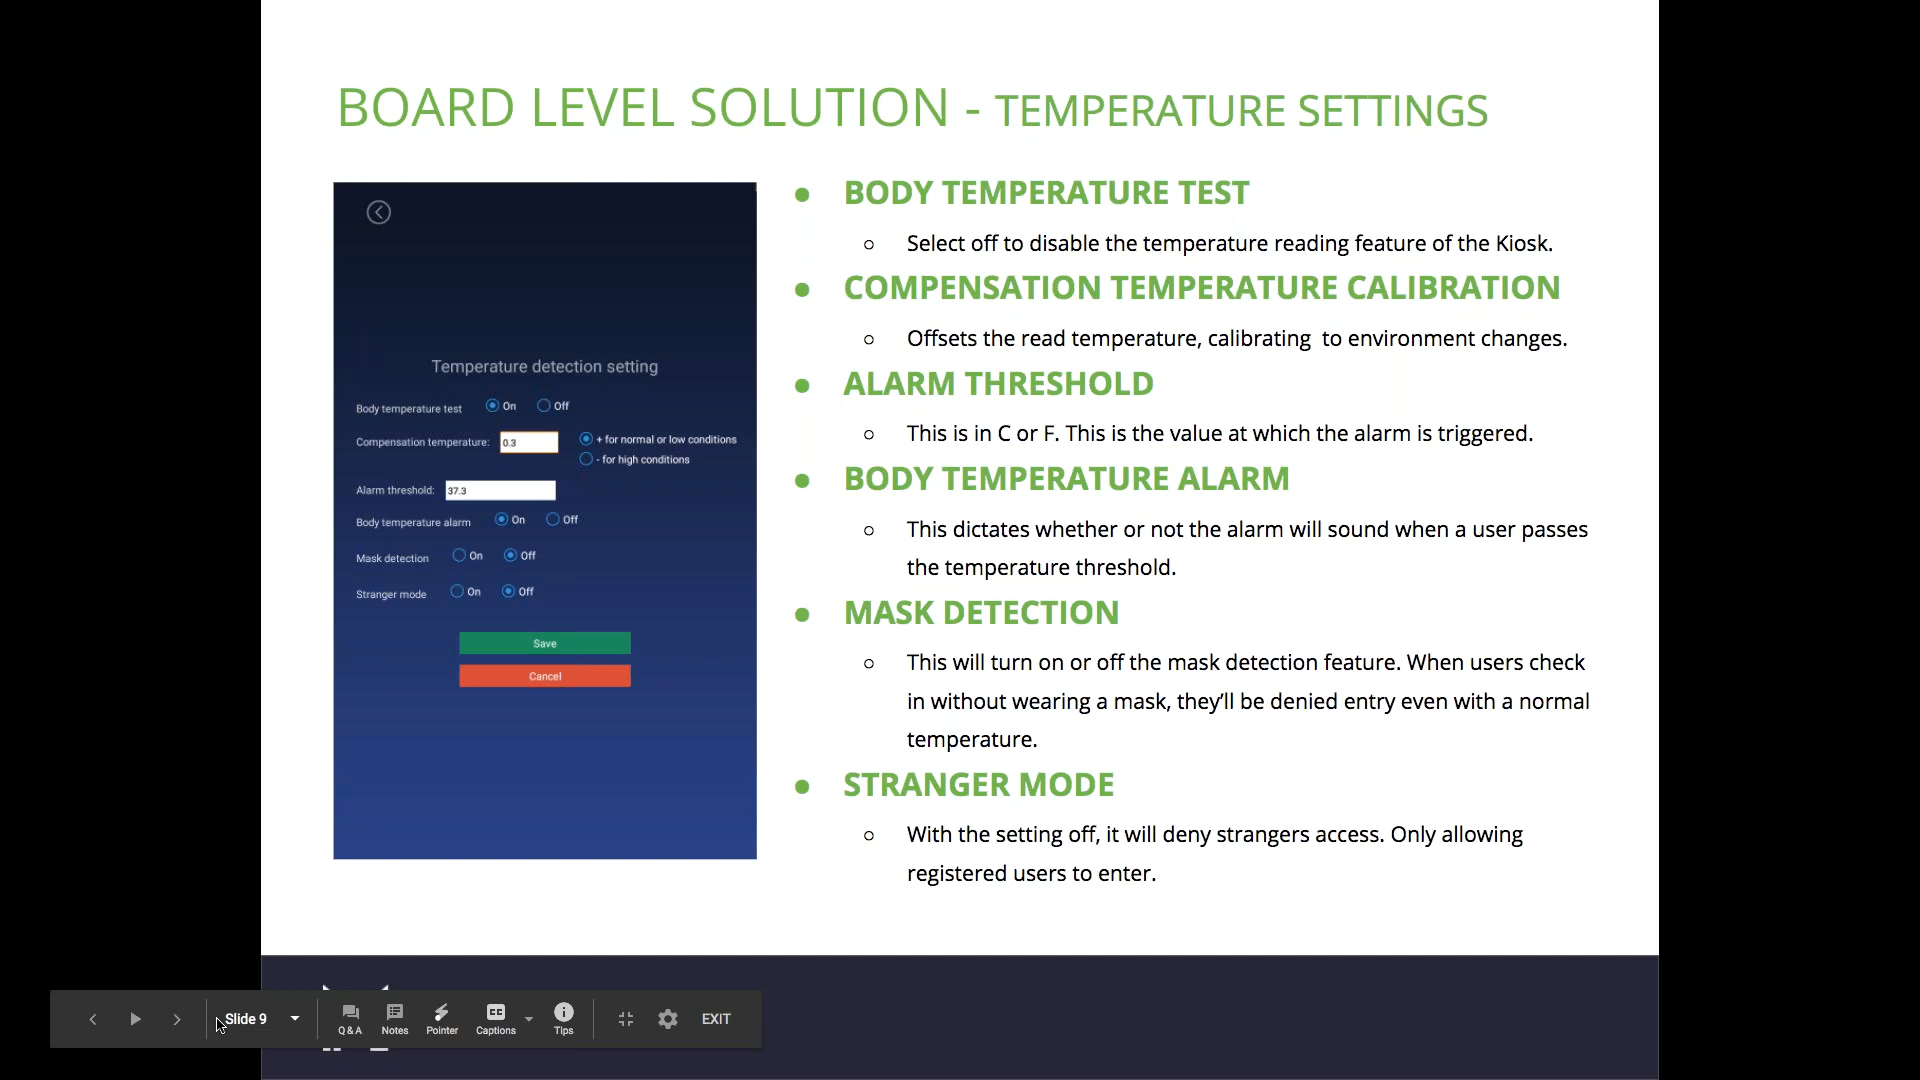 BOARD LEVEL SOLUTION - TEMPERATURE SETTINGS
Temperature detection setting
Body temperature test On Off
Compensation temperature: 0.3 + for normal or low conditions
- for high conditions
Alarm threshold: 37.3
Body temperature alarm On Off
Mask detection On Off
Stranger mode On Off
Save
Cancel
● BODY TEMPERATURE TEST
○ Select off to disable the temperature reading feature of the Kiosk.
● COMPENSATION TEMPERATURE CALIBRATION
○ Offsets the read temperature, calibrating  to environment changes.
● ALARM THRESHOLD
○ This is in C or F. This is the value at which the alarm is triggered.
● BODY TEMPERATURE ALARM
○ This dictates whether or not the alarm will sound when a user passes
the temperature threshold.
● MASK DETECTION
○ This will turn on or off the mask detection feature. When users check
in without wearing a mask, they’ll be denied entry even with a normal
temperature.
● STRANGER MODE
○ With the setting off, it will deny strangers access. Only allowing
registered users to enter.
Slide 9 Q & A Notes Pointer CC Captions Tips EXIT